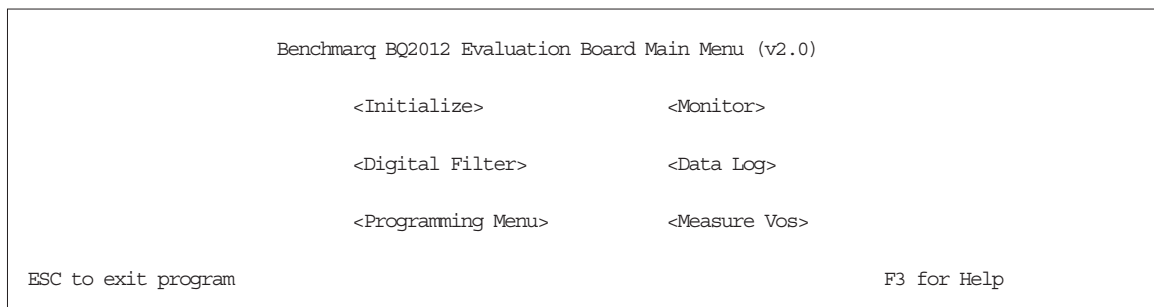 Benchmarq BQ2012 Evaluation Board Main Menu (v2.0)
<Initialize> <Monitor>
<Digital Filter> <Data Log>
<Programming Menu> <Measure Vos>
ESC to exit program F3 for Help